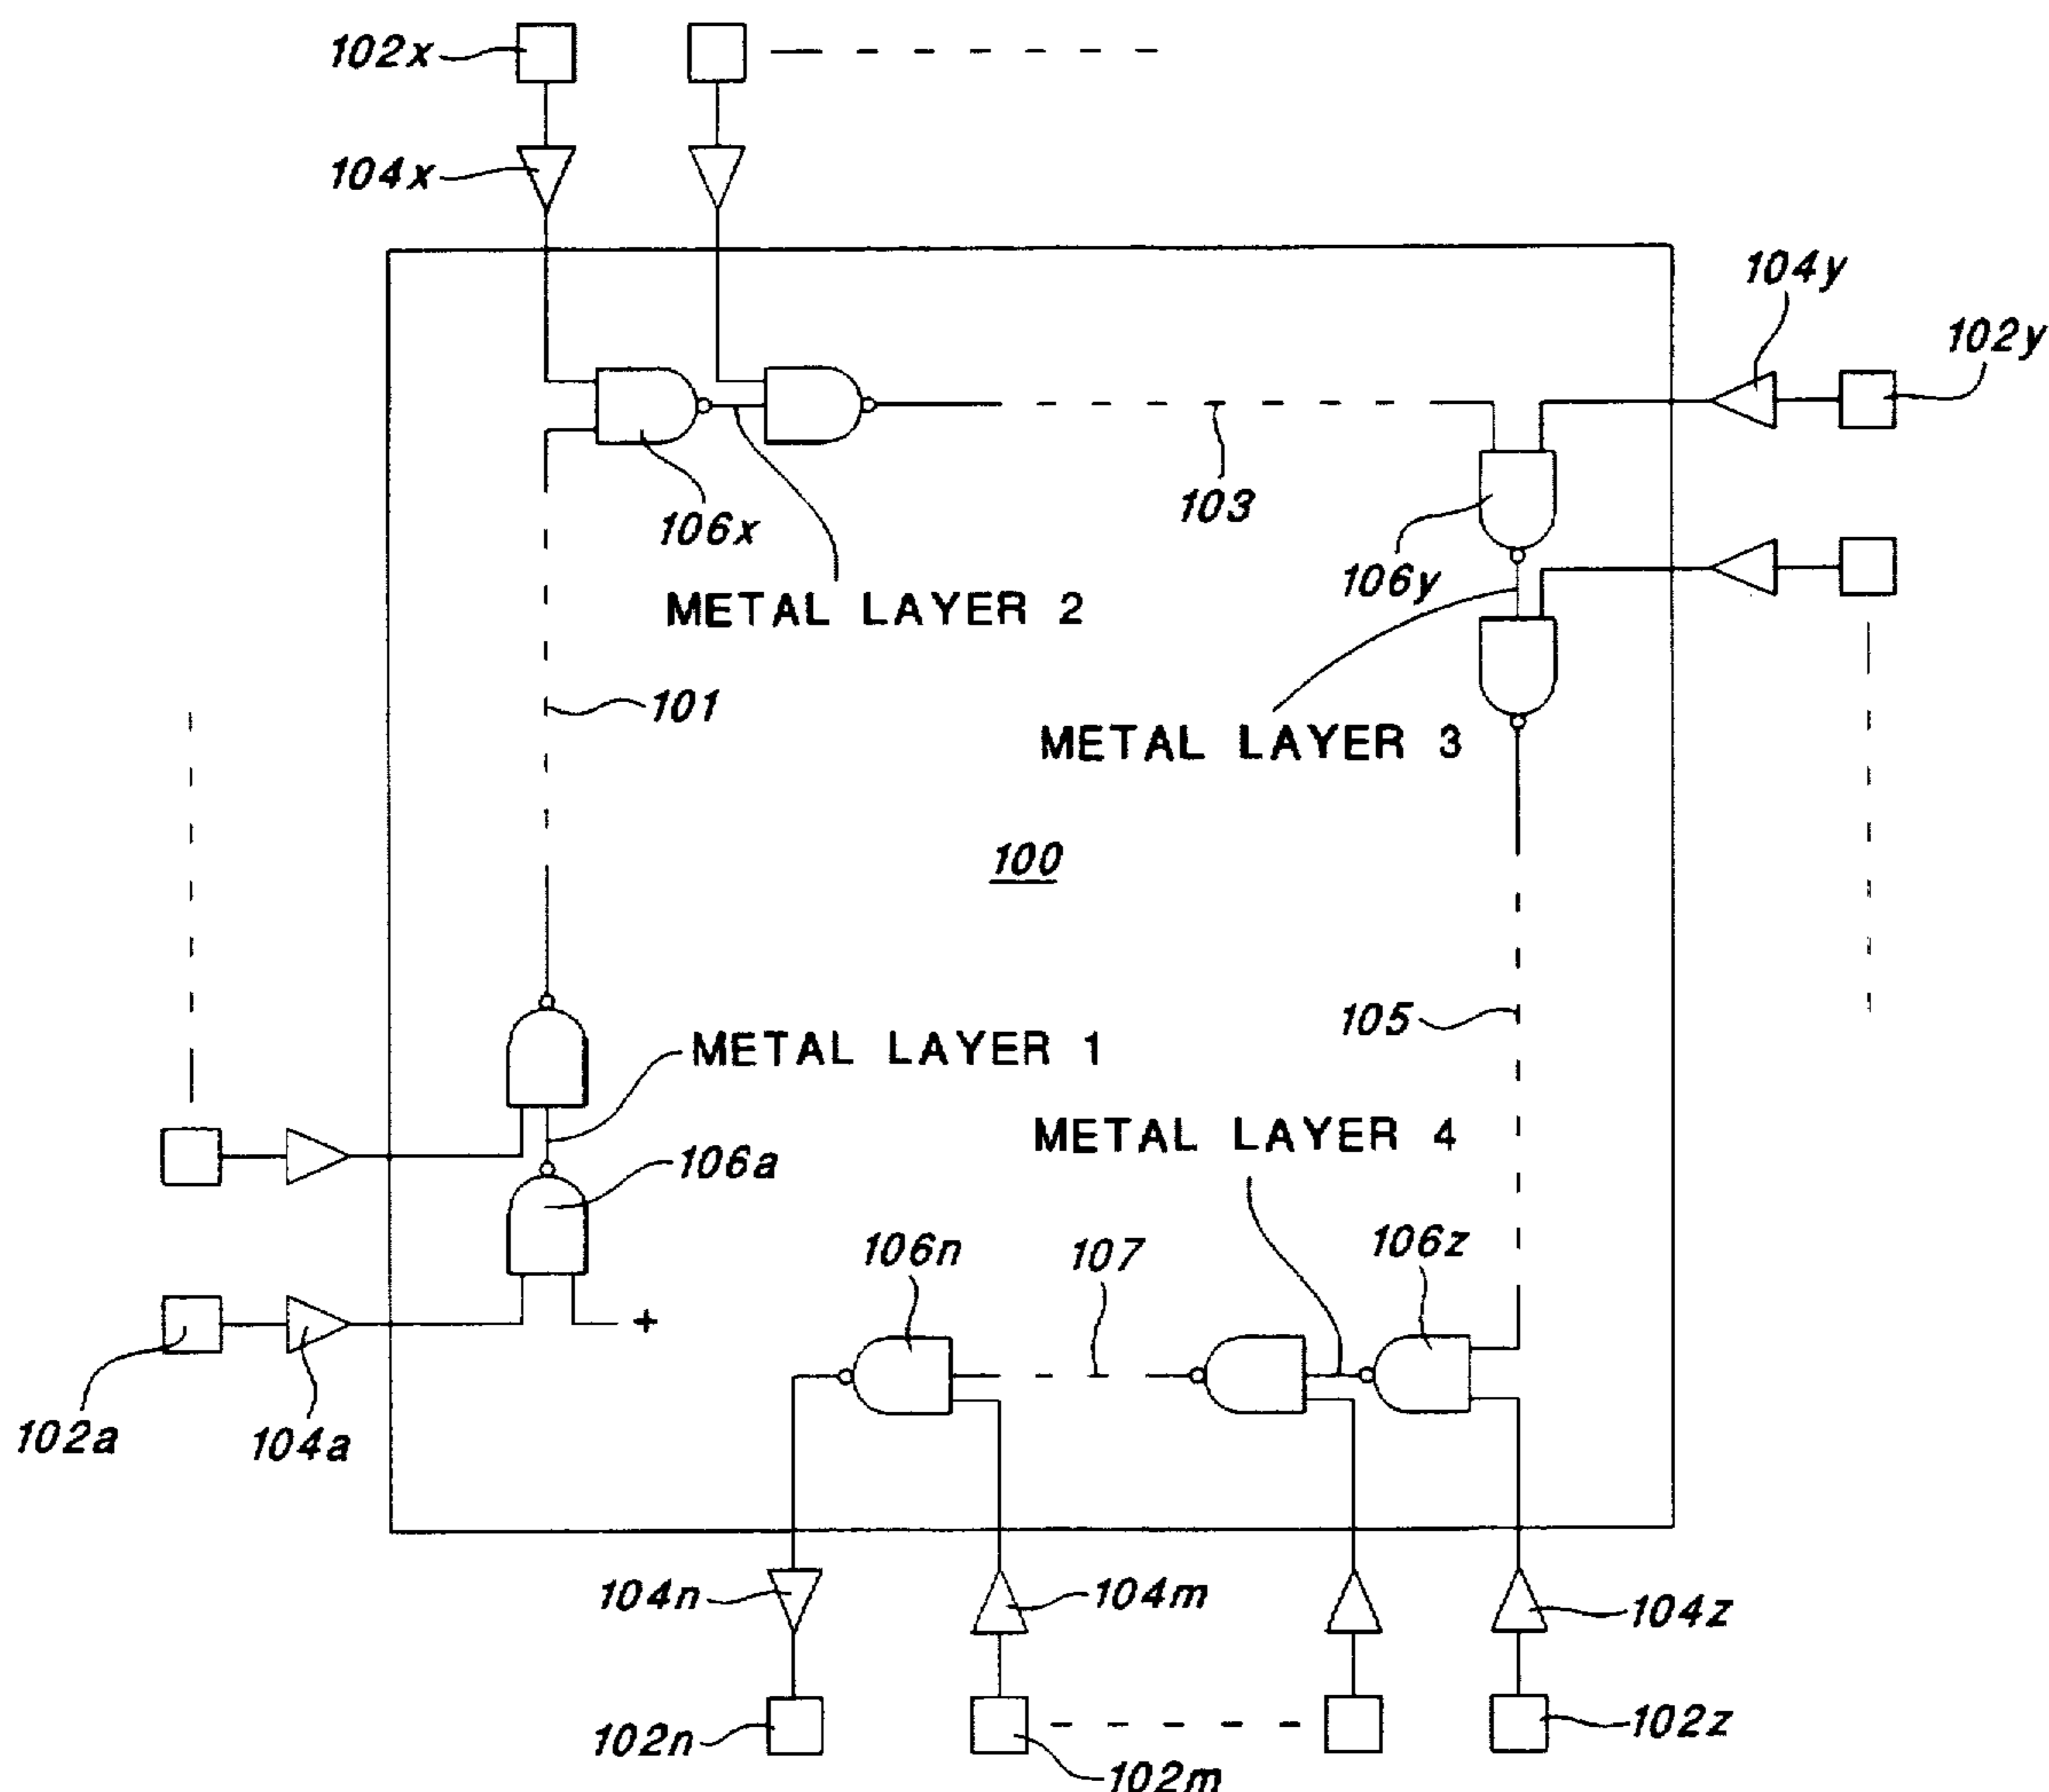 102x
104x
104y
102y
103
106x
106y
METAL LAYER 2
101
METAL LAYER 3
100
105
METAL LAYER 1
METAL LAYER 4
106a
106n
107
106z
+
102a
104a
104n
104m
104z
102n
102z
102m